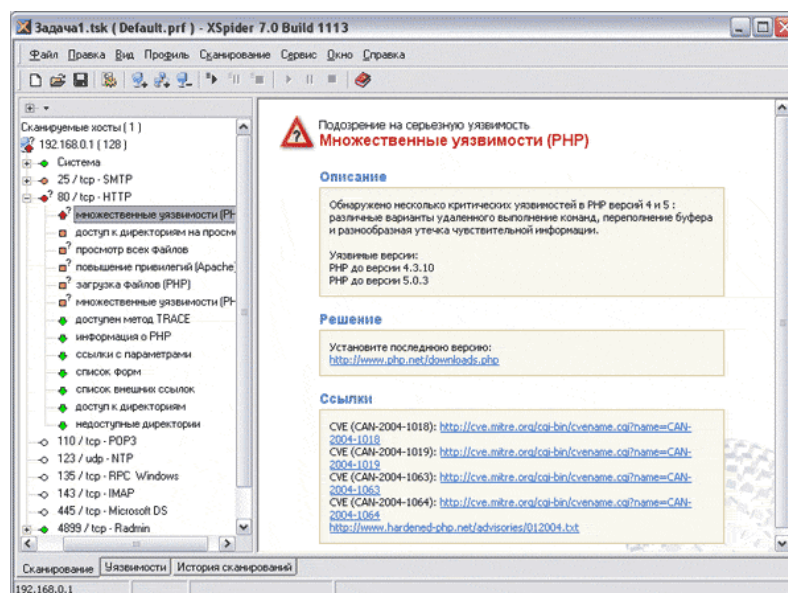 Задача1.tsk ( Default.prf ) - XSpider 7.0 Build 1113
Файл Правка Вид Профиль Сканирование Сервис Окно Справка
Сканируемые хосты ( 1 )
192.168.0.1 ( 128 )
Система
25 / tcp - SMTP
80 / tcp - HTTP
множественные уязвимости (PH
доступ к директориям на просм
просмотр всех файлов
повышение привилегий (Apache)
загрузка файлов (PHP)
множественные уязвимости (PH
доступен метод TRACE
информация о PHP
ссылки с параметрами
список форм
список внешних ссылок
доступ к директориям
недоступные директории
110 / tcp - POP3
123 / udp - NTP
135 / tcp - RPC Windows
143 / tcp - IMAP
445 / tcp - Microsoft DS
4899 / tcp - Radmin
Подозрение на серьезную уязвимость
Множественные уязвимости (PHP)
Описание
Обнаружено несколько критических уязвимостей в PHP версий 4 и 5 :
различные варианты удаленного выполнение команд, переполнение буфера
и разнообразная утечка чувствительной информации.
Уязвимые версии:
PHP до версии 4.3.10
PHP до версии 5.0.3
Решение
Установите последнюю версию:
http://www.php.net/downloads.php
Ссылки
CVE (CAN-2004-1018): http://cve.mitre.org/cgi-bin/cvename.cgi?name=CAN-
2004-1018
CVE (CAN-2004-1019): http://cve.mitre.org/cgi-bin/cvename.cgi?name=CAN-
2004-1019
CVE (CAN-2004-1063): http://cve.mitre.org/cgi-bin/cvename.cgi?name=CAN-
2004-1063
CVE (CAN-2004-1064): http://cve.mitre.org/cgi-bin/cvename.cgi?name=CAN-
2004-1064
http://www.hardened-php.net/advisories/012004.txt
Сканирование Уязвимости История сканирований
192.168.0.1